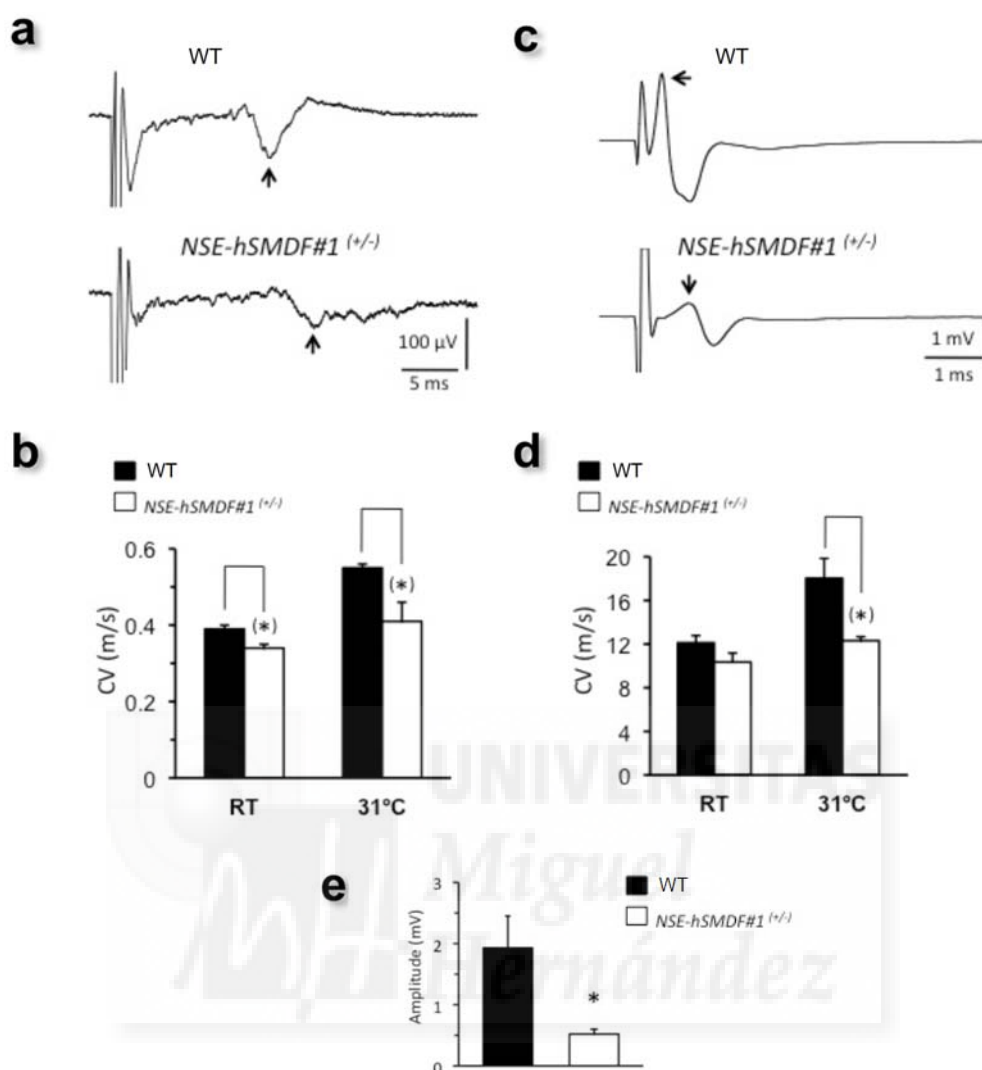 a
WT
NSE-hSMDF#1 (+/-)
100 µV
5 ms
c
WT
NSE-hSMDF#1 (+/-)
1 mV
1 ms
b
WT
NSE-hSMDF#1 (+/-)
CV (m/s)
0.6
0.4
0.2
0
(*)
(*)
RT
31°C
d
WT
NSE-hSMDF#1 (+/-)
CV (m/s)
20
16
12
8
4
0
(*)
RT
31°C
UNIVERSITAS
Miguel
Hernández
e
WT
NSE-hSMDF#1 (+/-)
Amplitude (mV)
3
2
1
0
*